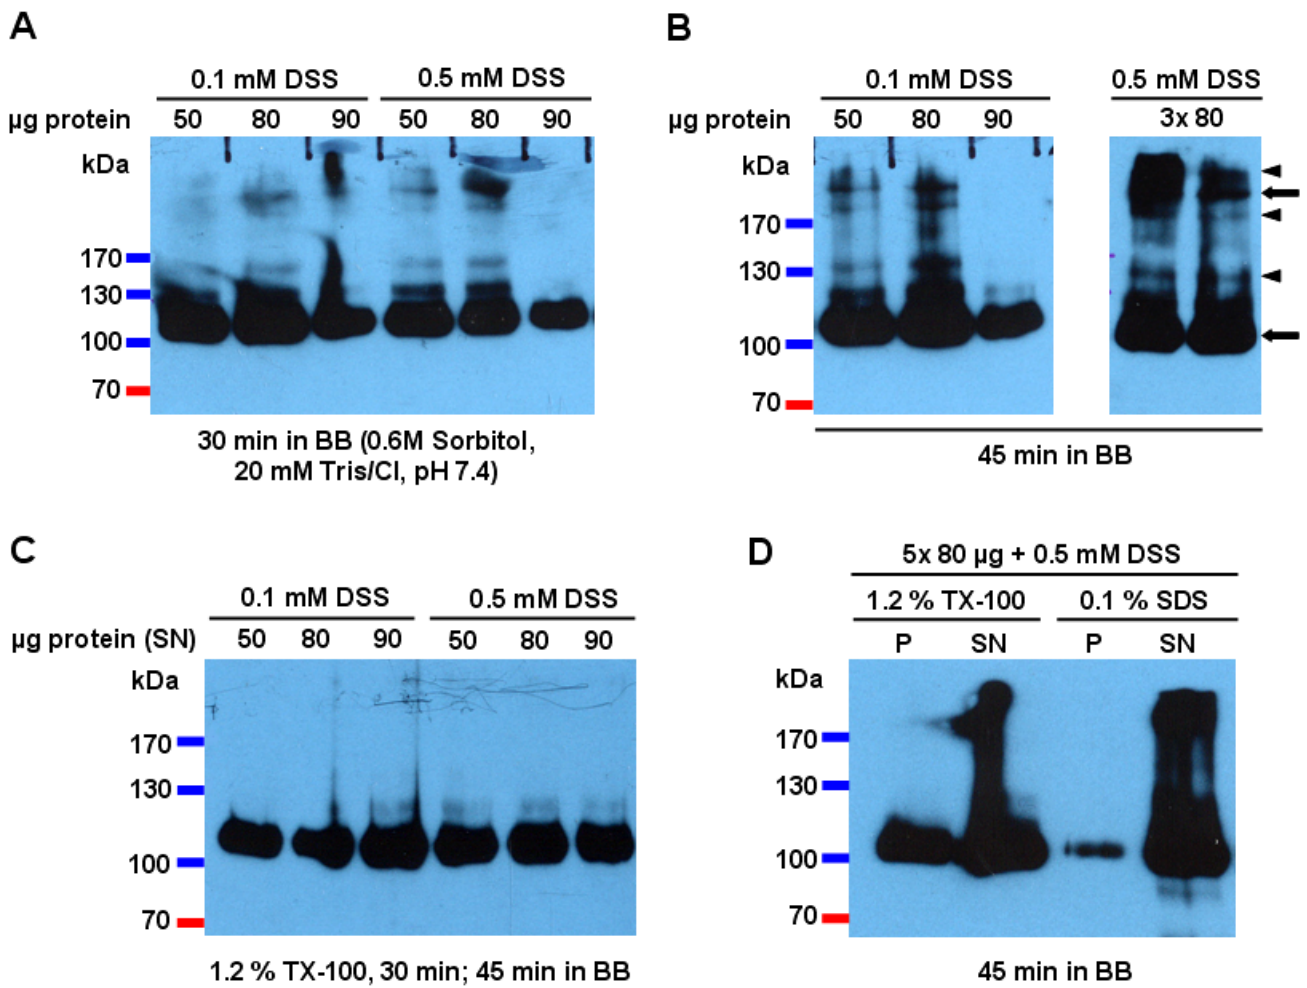 A
0.1 mM DSS 0.5 mM DSS
µg protein 50 80 90 50 80 90
kDa
170
130
100
70
30 min in BB (0.6M Sorbitol,
20 mM Tris/Cl, pH 7.4)
B
0.1 mM DSS 0.5 mM DSS
µg protein 50 80 90 3x 80
kDa
170
130
100
70
45 min in BB
C
0.1 mM DSS 0.5 mM DSS
µg protein (SN) 50 80 90 50 80 90
kDa
170
130
100
70
1.2 % TX-100, 30 min; 45 min in BB
D
5x 80 µg + 0.5 mM DSS
1.2 % TX-100 0.1 % SDS
P SN P SN
kDa
170
130
100
70
45 min in BB